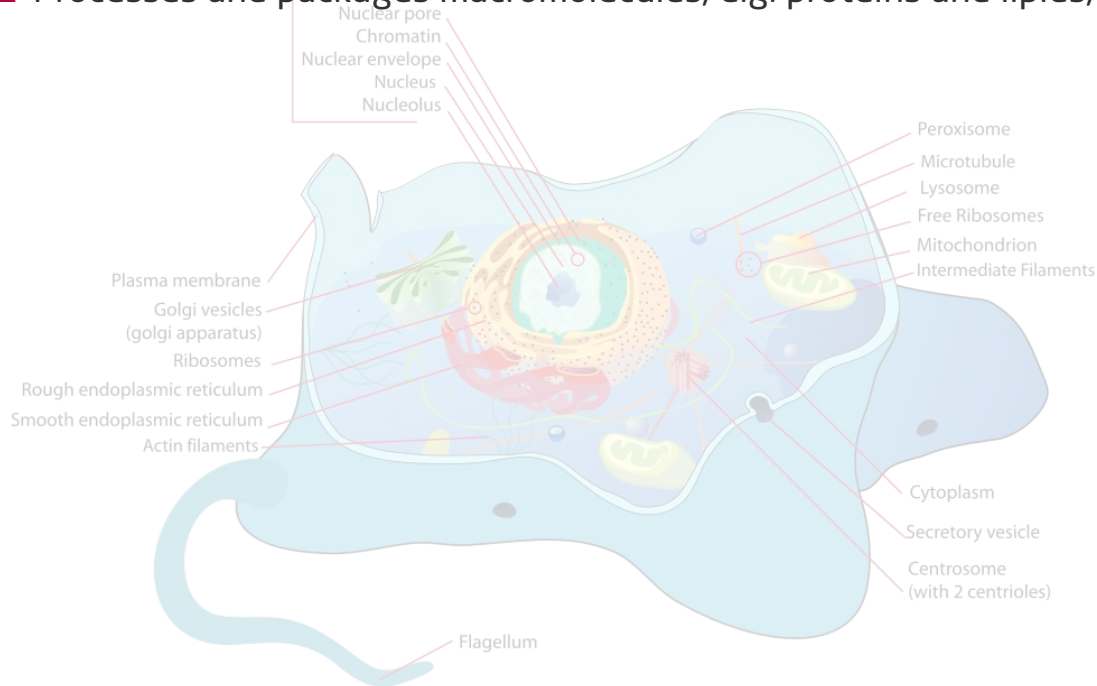 Processes and packages macromolecules, e.g. proteins and lipids,
Nuclear pore
Chromatin
Nuclear envelope
Nucleus
Nucleolus
Plasma membrane
Golgi vesicles
(golgi apparatus)
Ribosomes
Rough endoplasmic reticulum
Smooth endoplasmic reticulum
Actin filaments
Peroxisome
Microtubule
Lysosome
Free Ribosomes
Mitochondrion
Intermediate Filaments
Cytoplasm
Secretory vesicle
Centrosome
(with 2 centrioles)
Flagellum